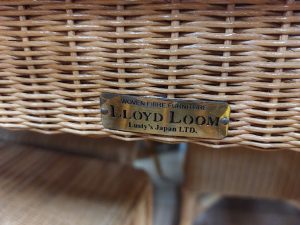 WOVEN FIBRE FURNITURE
LLOYD LOOM
Lusty's Japan LTD.